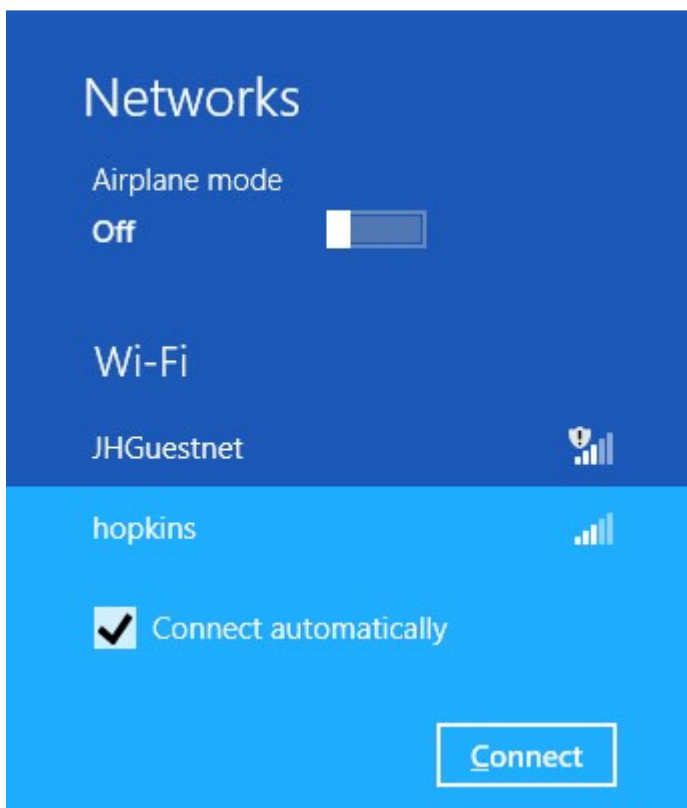 Networks
Airplane mode
Off
Wi-Fi
JHGuestnet
hopkins
Connect automatically
Connect